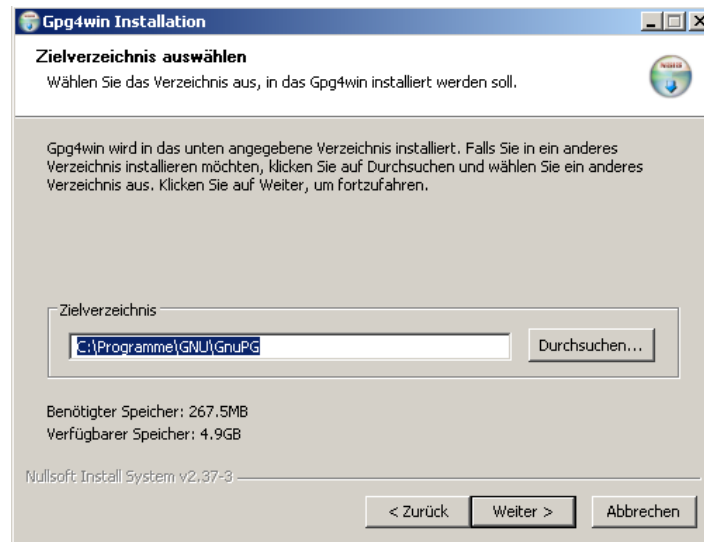 Gpg4win Installation
Zielverzeichnis auswählen
Wählen Sie das Verzeichnis aus, in das Gpg4win installiert werden soll.
Gpg4win wird in das unten angegebene Verzeichnis installiert. Falls Sie in ein anderes
Verzeichnis installieren möchten, klicken Sie auf Durchsuchen und wählen Sie ein anderes
Verzeichnis aus. Klicken Sie auf Weiter, um fortzufahren.
Zielverzeichnis
C:\Programme\GNU\GnuPG
Durchsuchen...
Benötigter Speicher: 267.5MB
Verfügbarer Speicher: 4.9GB
Nullsoft Install System v2.37-3
< Zurück
Weiter >
Abbrechen